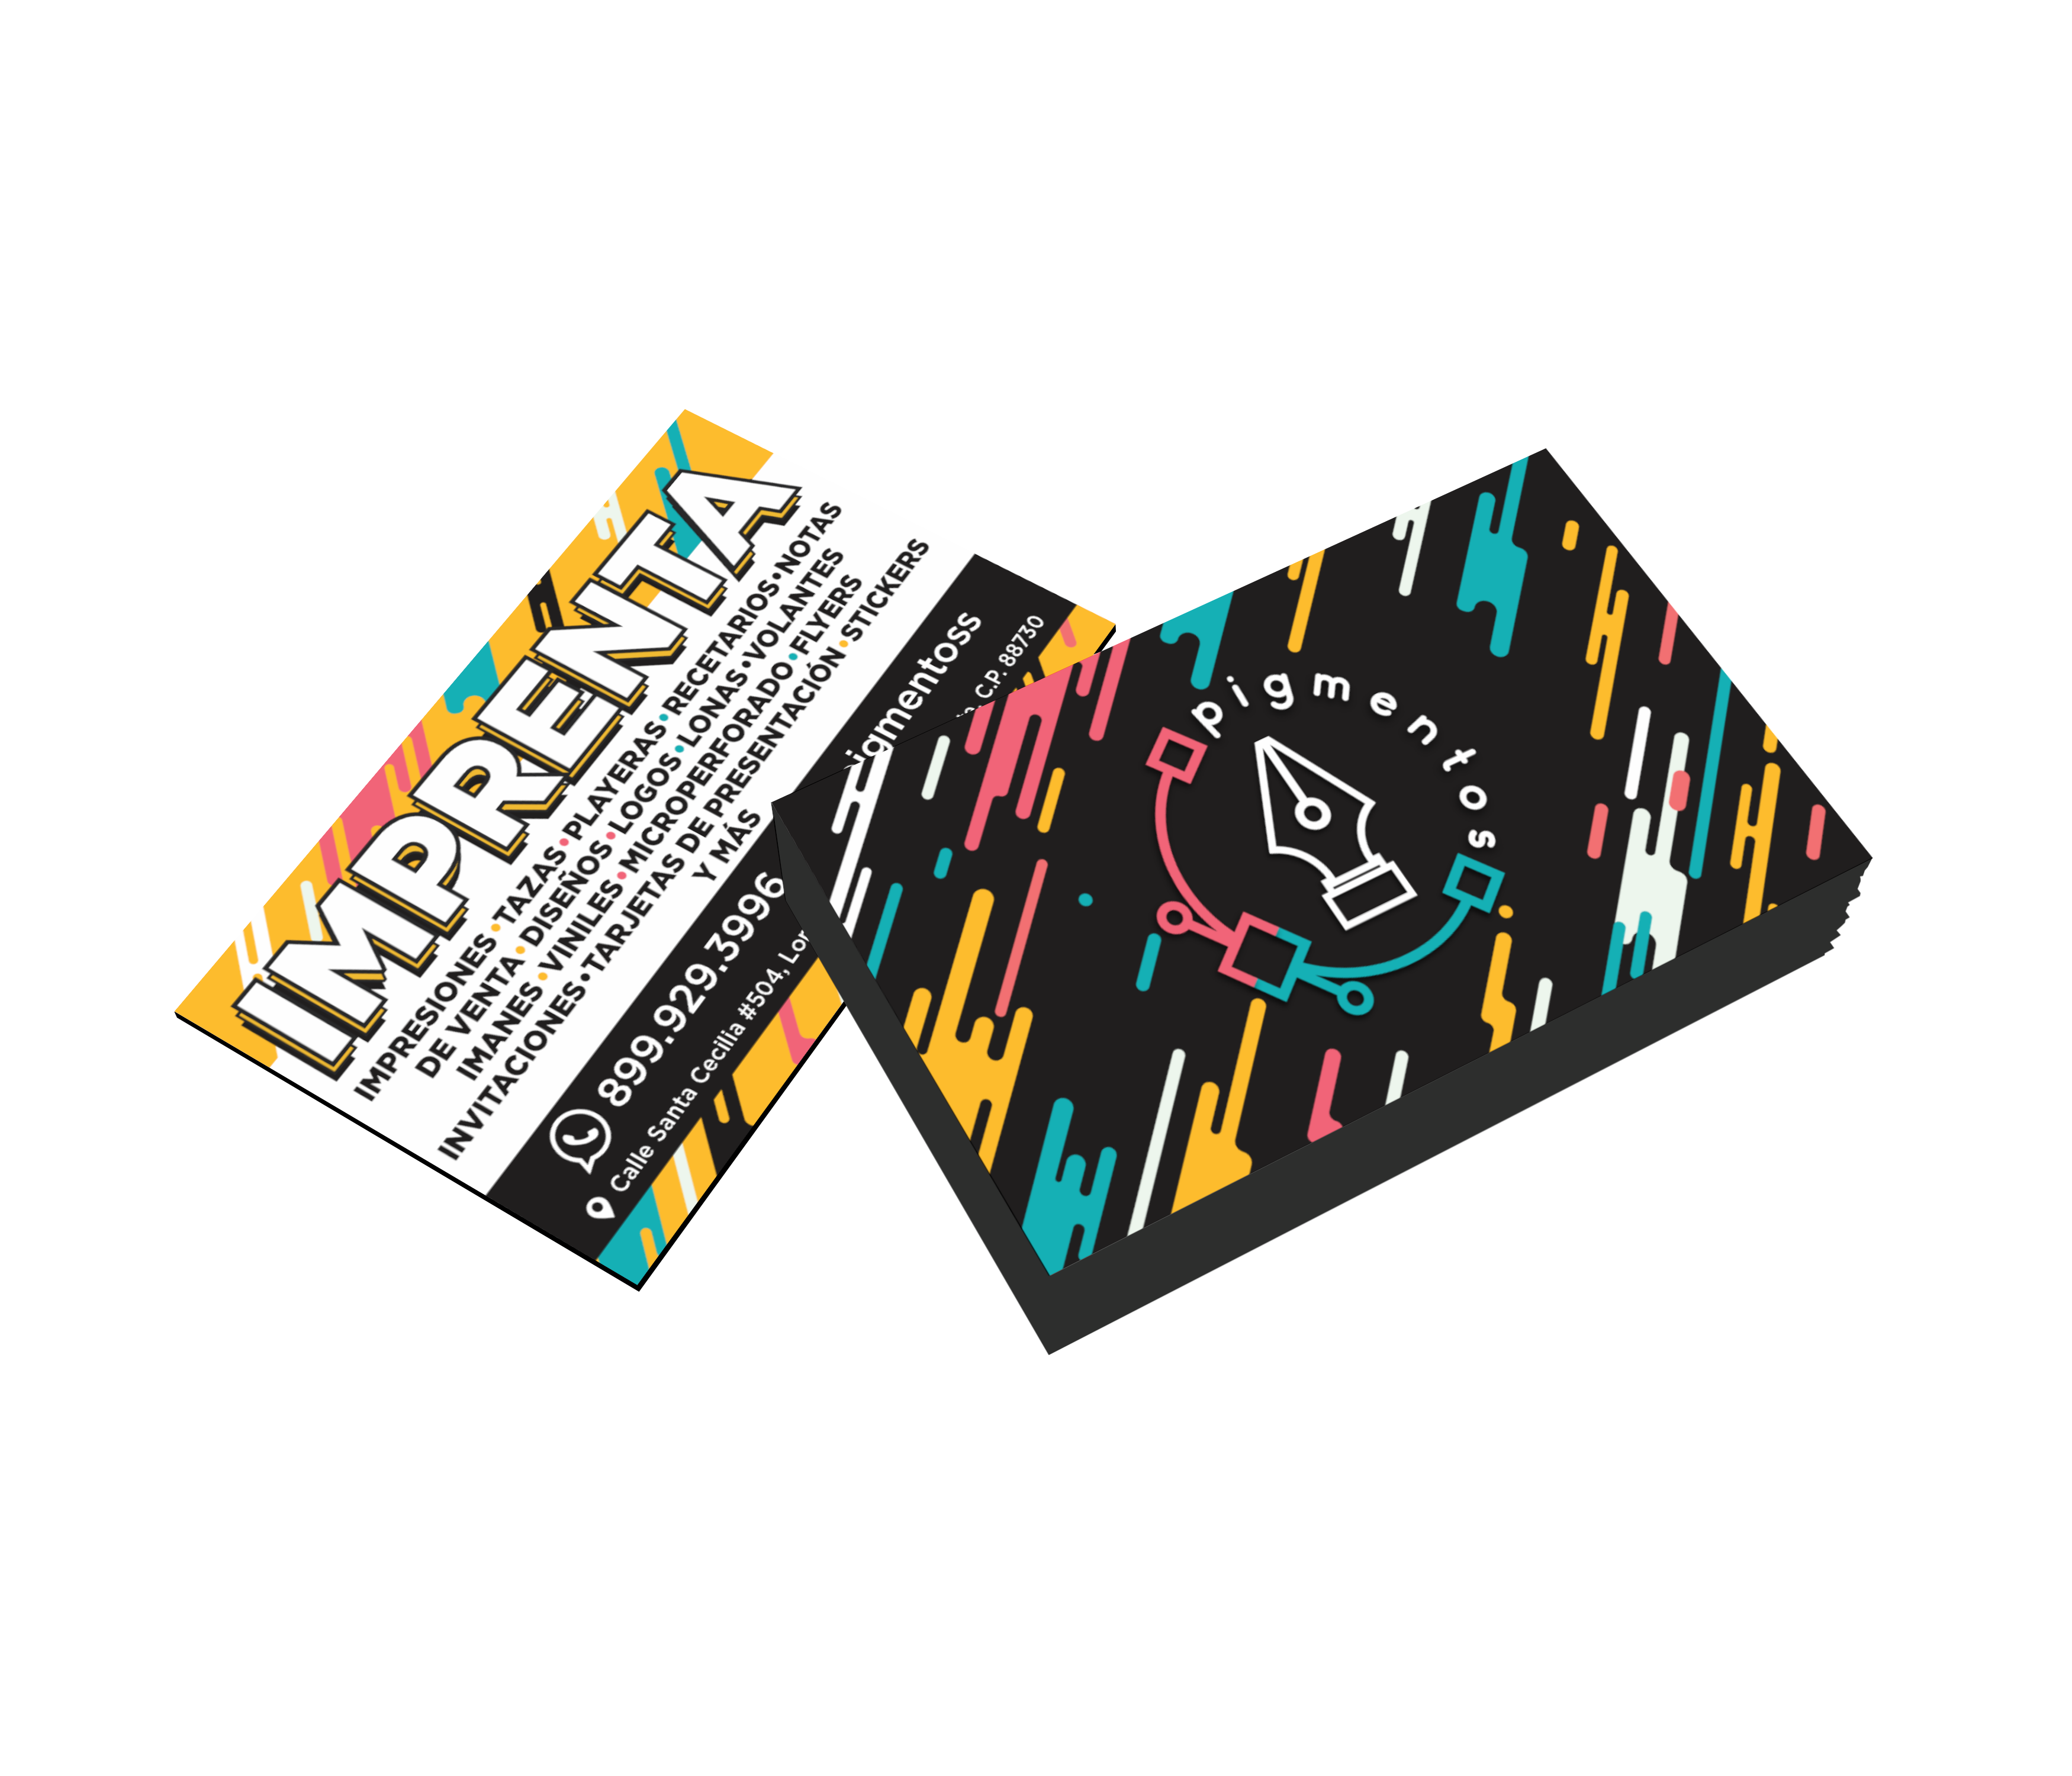 IMPRENTA
IMPRESIONES • TAZAS • PLAYERAS • RECETARIOS • NOTAS
DE VENTA • DISEÑOS • LOGOS • LONAS • VOLANTES
IMANES • VINILES • MICROPERFORADO • FLYERS
INVITACIONES • TARJETAS DE PRESENTACIÓN • STICKERS
Y MÁS
899.929.3996
igmentoss
Calle Santa Cecilia #504, C.P. 88730
pigmentos